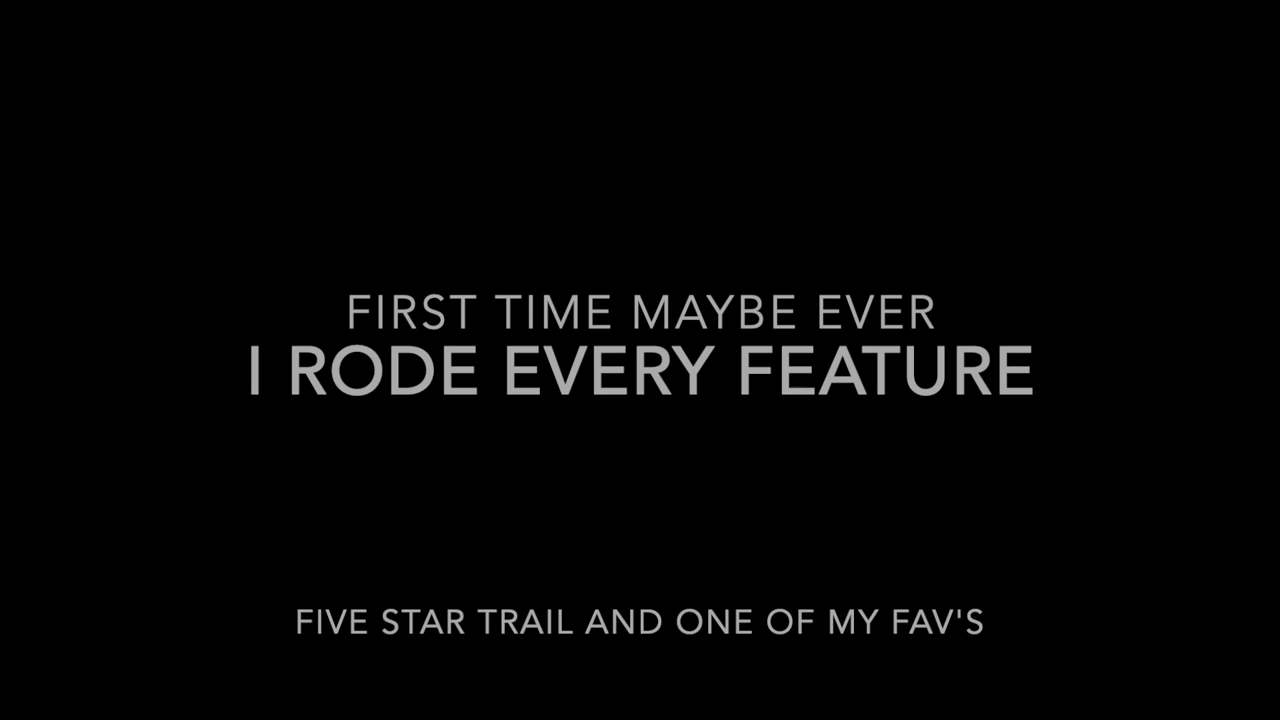 FIRST TIME MAYBE EVER
I RODE EVERY FEATURE
FIVE STAR TRAIL AND ONE OF MY FAV'S